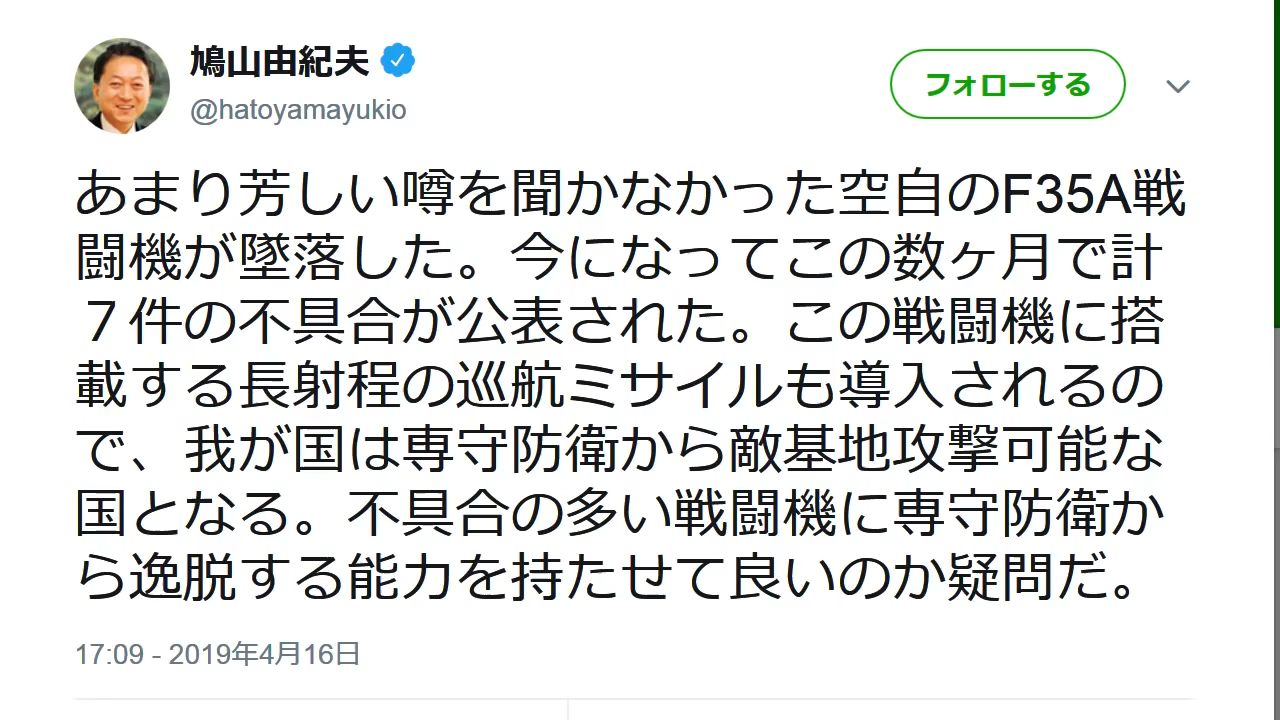 鳩山由紀夫
@hatoyamayukio
フォローする
あまり芳しい噂を聞かなかった空自のF35A戦
闘機が墜落した。今になってこの数ヶ月で計
７件の不具合が公表された。この戦闘機に搭
載する長射程の巡航ミサイルも導入されるの
で、我が国は専守防衛から敵基地攻撃可能な
国となる。不具合の多い戦闘機に専守防衛か
ら逸脱する能力を持たせて良いのか疑問だ。
17:09 - 2019年4月16日